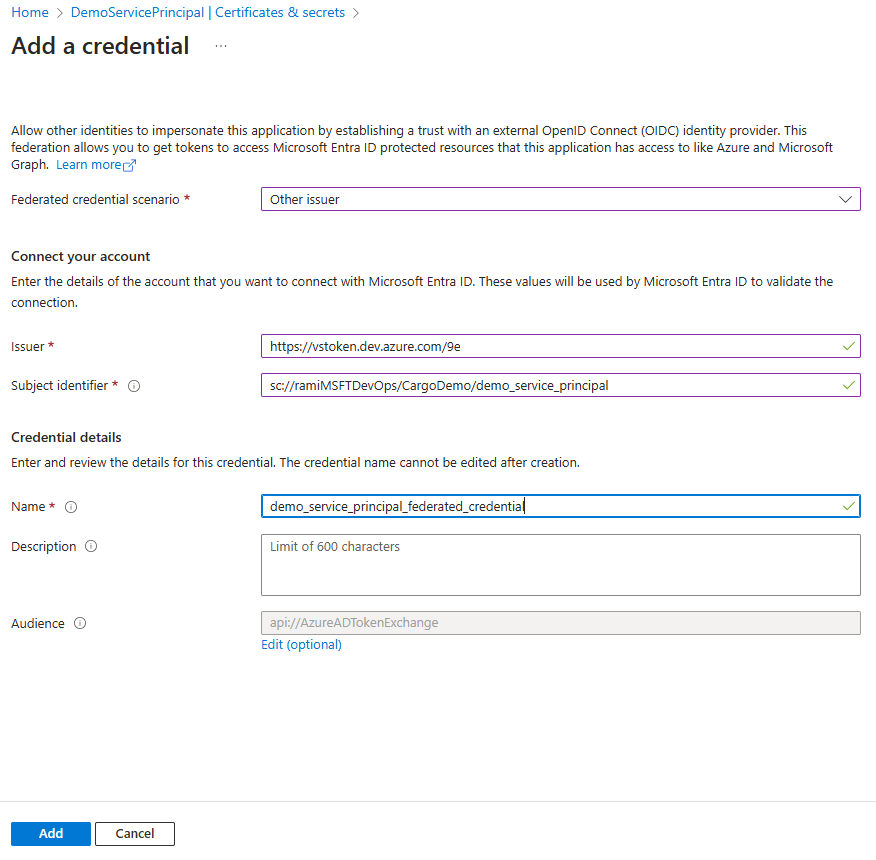 Home > DemoServicePrincipal | Certificates & secrets >
Add a credential ...
Allow other identities to impersonate this application by establishing a trust with an external OpenID Connect (OIDC) identity provider. This
federation allows you to get tokens to access Microsoft Entra ID protected resources that this application has access to like Azure and Microsoft
Graph. Learn more
Federated credential scenario * Other issuer
Connect your account
Enter the details of the account that you want to connect with Microsoft Entra ID. These values will be used by Microsoft Entra ID to validate the
connection.
Issuer * https://vstoken.dev.azure.com/9e
Subject identifier * sc://ramiMSFTDevOps/CargoDemo/demo_service_principal
Credential details
Enter and review the details for this credential. The credential name cannot be edited after creation.
Name * demo_service_principal_federated_credential
Description Limit of 600 characters
Audience api://AzureADTokenExchange
Edit (optional)
Add Cancel